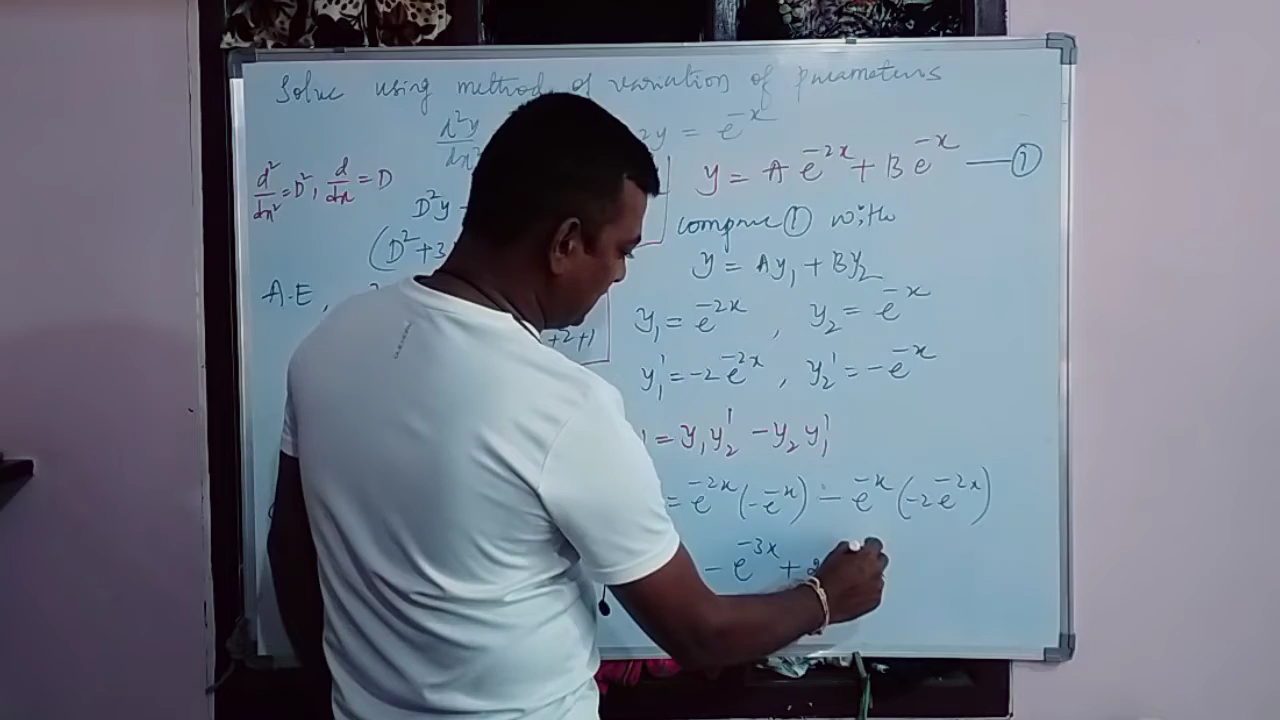 Solve using method of variation of parameters
d²y/dx² 2y = e^-x
d²/dx² = D², d/dx = D
D²y -
(D²+3
A.E,
+2+1
y = A e^-2x + B e^-x — ①
compare ① with
y = Ay₁ + By₂
y₁ = e^-2x , y₂ = e^-x
y₁' = -2e^-2x , y₂' = -e^-x
= y₁y₂' - y₂y₁'
= e^-2x (-e^-x) - e^-x (-2e^-2x)
- e^-3x + 2